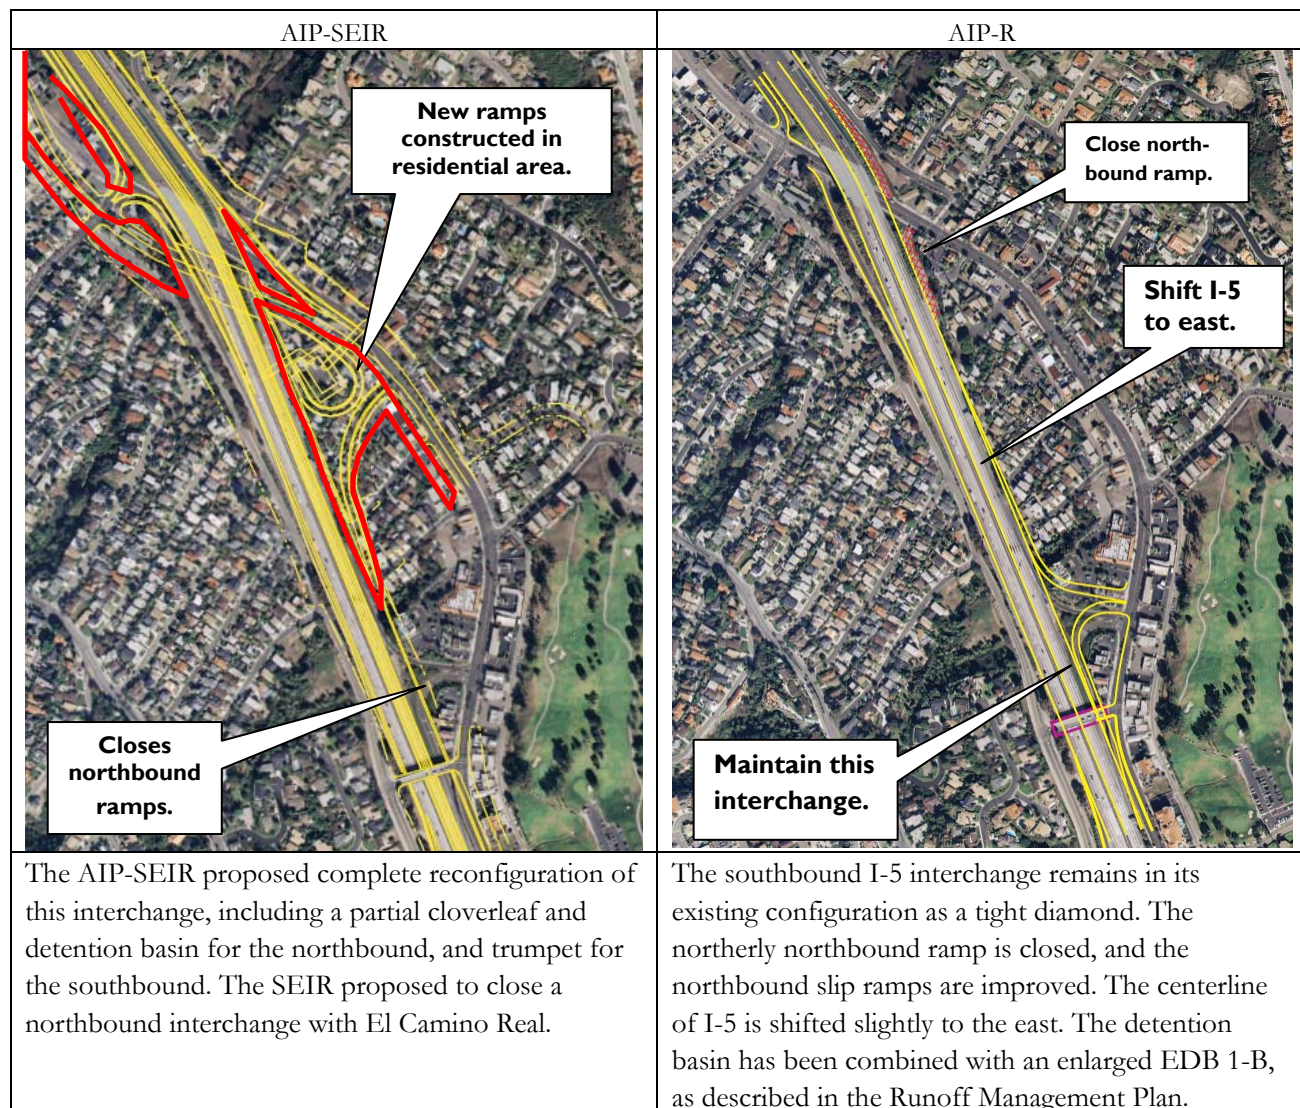 AIP-SEIR
New ramps
constructed in
residential area.
Closes
northbound
ramps.
The AIP-SEIR proposed complete reconfiguration of
this interchange, including a partial cloverleaf and
detention basin for the northbound, and trumpet for
the southbound. The SEIR proposed to close a
northbound interchange with El Camino Real.
AIP-R
Close north-
bound ramp.
Shift I-5
to east.
Maintain this
interchange.
The southbound I-5 interchange remains in its
existing configuration as a tight diamond. The
northerly northbound ramp is closed, and the
northbound slip ramps are improved. The centerline
of I-5 is shifted slightly to the east. The detention
basin has been combined with an enlarged EDB 1-B,
as described in the Runoff Management Plan.